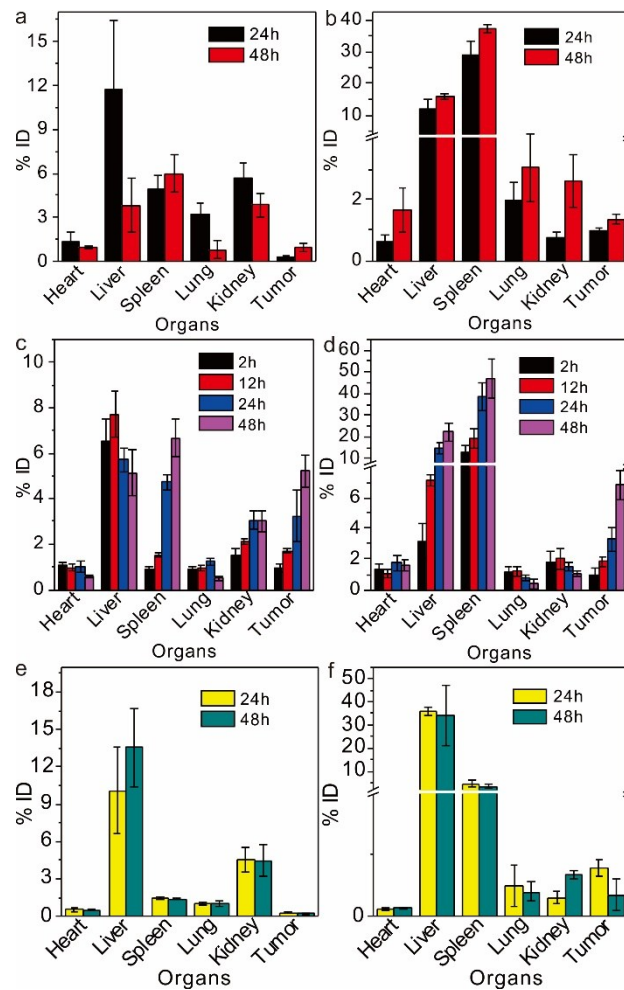 a
24h
48h
% ID
15
12
9
6
3
0
Heart
Liver
Spleen
Lung
Kidney
Tumor
Organs
b
24h
48h
% ID
40
30
20
10
2
0
Heart
Liver
Spleen
Lung
Kidney
Tumor
Organs
c
2h
12h
24h
48h
% ID
10
8
6
4
2
0
Heart
Liver
Spleen
Lung
Kidney
Tumor
Organs
d
2h
12h
24h
48h
% ID
60
50
40
30
20
10
6
4
2
0
Heart
Liver
Spleen
Lung
Kidney
Tumor
Organs
e
24h
48h
% ID
18
15
12
9
6
3
0
Heart
Liver
Spleen
Lung
Kidney
Tumor
Organs
f
24h
48h
% ID
40
30
20
10
0
Heart
Liver
Spleen
Lung
Kidney
Tumor
Organs